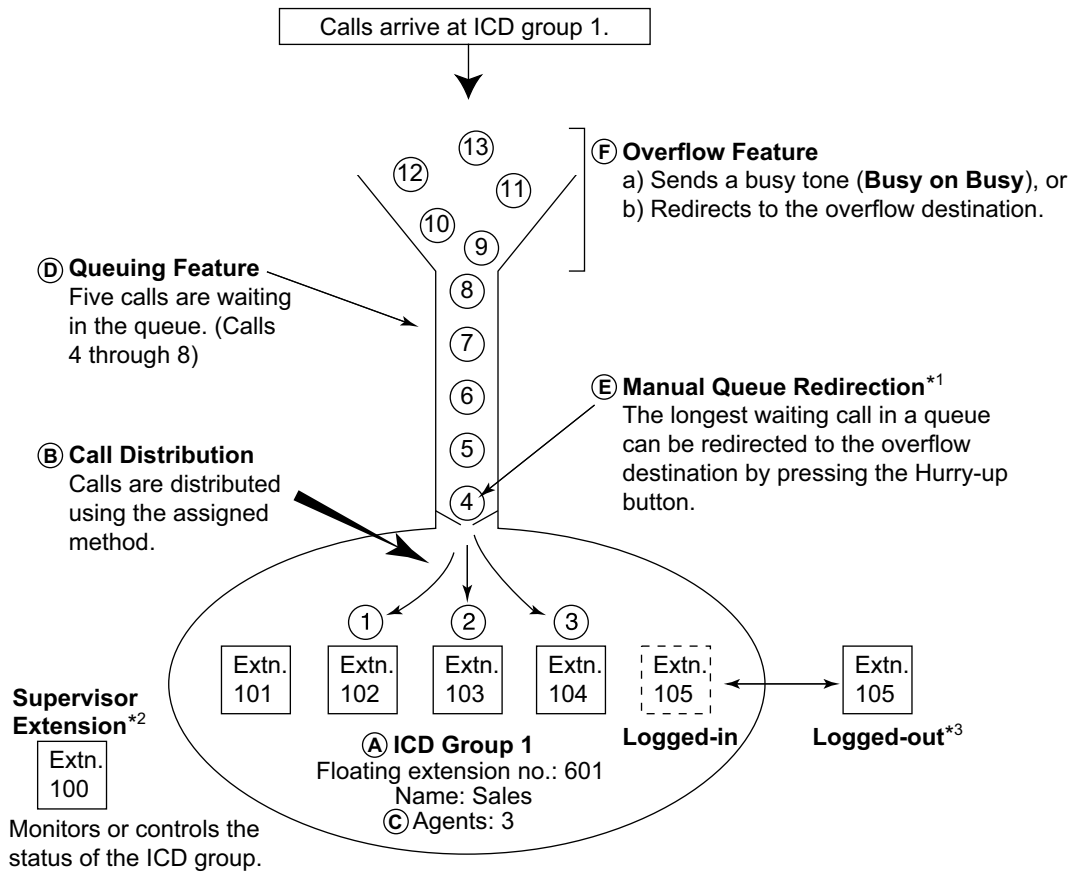 Calls arrive at ICD group 1.
13
12
11
10
9
8
7
6
5
4
F Overflow Feature
a) Sends a busy tone (Busy on Busy), or
b) Redirects to the overflow destination.
D Queuing Feature
Five calls are waiting
in the queue. (Calls
4 through 8)
E Manual Queue Redirection*1
The longest waiting call in a queue
can be redirected to the overflow
destination by pressing the Hurry-up
button.
B Call Distribution
Calls are distributed
using the assigned
method.
1 2 3
Extn.
101
Extn.
102
Extn.
103
Extn.
104
Extn.
105
Extn.
105
Logged-in
Logged-out*3
Supervisor
Extension*2
Extn.
100
Monitors or controls the
status of the ICD group.
A ICD Group 1
Floating extension no.: 601
Name: Sales
C Agents: 3